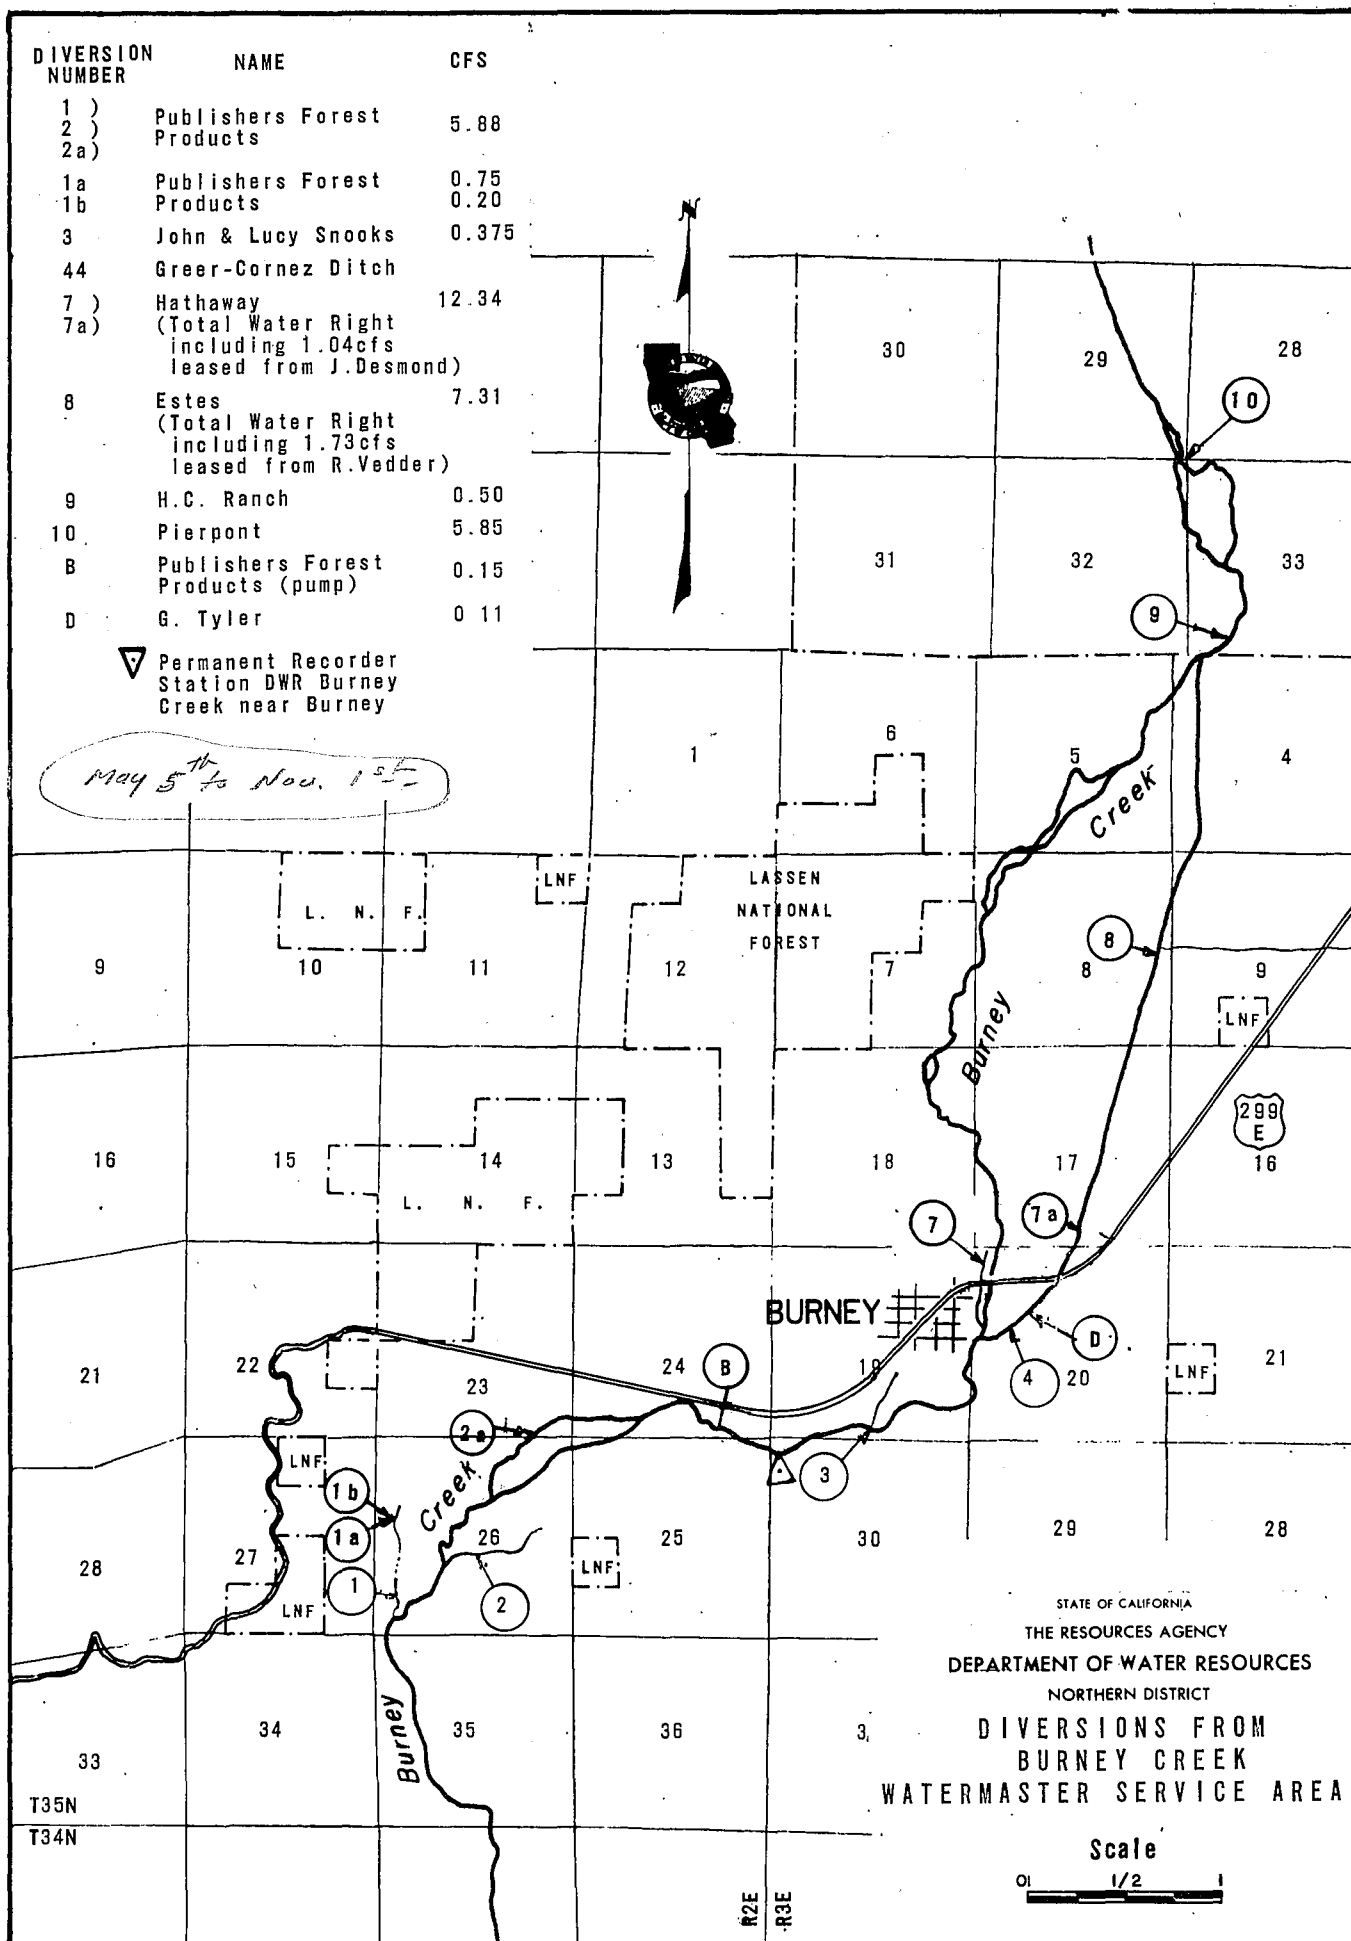 DIVERSION NUMBER NAME CFS
1 )
2 ) Publishers Forest Products 5.88
2a)
1a Publishers Forest 0.75
1b Products 0.20
3 John & Lucy Snooks 0.375
44 Greer-Cornez Ditch
7 ) Hathaway 12.34
7a) (Total Water Right
including 1.04cfs
leased from J.Desmond)
8 Estes 7.31
(Total Water Right
including 1.73cfs
leased from R.Vedder)
9 H.C. Ranch 0.50
10 Pierpont 5.85
B Publishers Forest
Products (pump) 0.15
D G. Tyler 0 11
Permanent Recorder
Station DWR Burney
Creek near Burney
May 5th to Nov. 1st
N
30 29 28
10
31 32 33
9
1 6 5 4
Creek
LNF
LASSEN
NATIONAL
FOREST
L. N. F.
8
9 10 11 12 7 8 9
LNF
Burney
299
E
16 15 14 13 18 17 16
L. N. F.
7 7a
BURNEY
D
21 22 23 24 B 19 4 20 LNF 21
2a
3
LNF
1b
Creek
1a
28 27 26 25 30 29 28
LNF
1
LNF
2
33 34 35 36 3
Burney
T35N
T34N
R2E R3E
STATE OF CALIFORNIA
THE RESOURCES AGENCY
DEPARTMENT OF WATER RESOURCES
NORTHERN DISTRICT
DIVERSIONS FROM
BURNEY CREEK
WATERMASTER SERVICE AREA
Scale
0 1/2 1